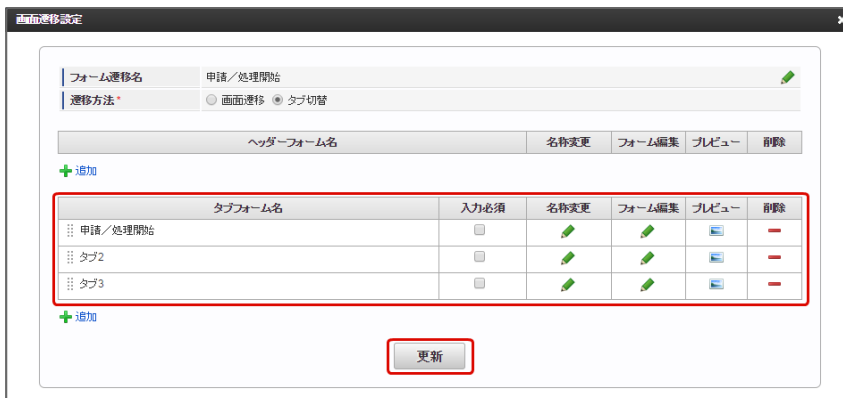 画面遷移設定
フォーム遷移名 申請／処理開始
遷移方法* 画面遷移 タブ切替
ヘッダーフォーム名 名称変更 フォーム編集 プレビュー 削除
追加
タブフォーム名 入力必須 名称変更 フォーム編集 プレビュー 削除
申請／処理開始
タブ2
タブ3
追加
更新